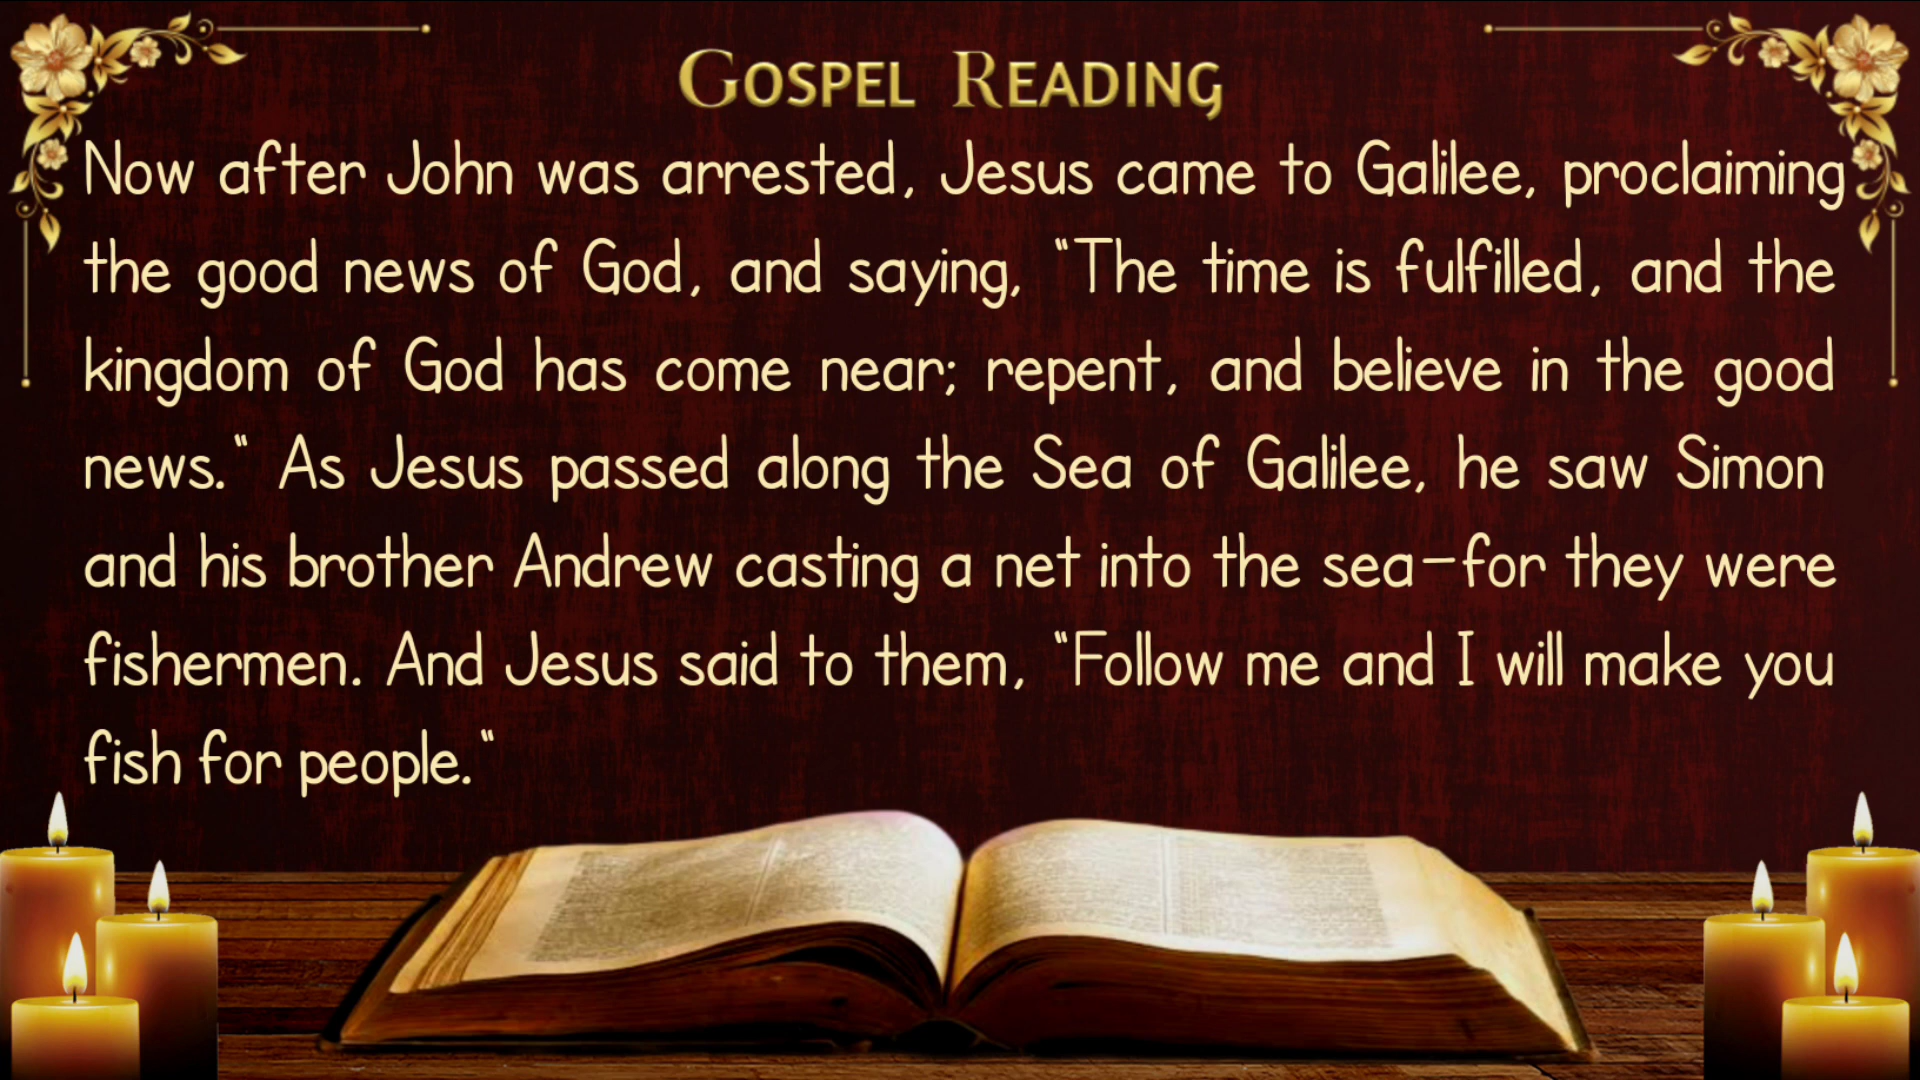 Gospel Reading
Now after John was arrested, Jesus came to Galilee, proclaiming
the good news of God, and saying, "The time is fulfilled, and the
kingdom of God has come near; repent, and believe in the good
news." As Jesus passed along the Sea of Galilee, he saw Simon
and his brother Andrew casting a net into the sea—for they were
fishermen. And Jesus said to them, "Follow me and I will make you
fish for people."